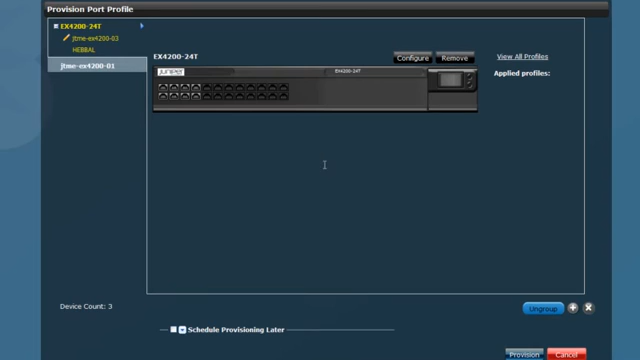 Provision Port Profile
EX4200-24T
jtme-ex4200-03
HEBBAL
jtme-ex4200-01
EX4200-24T
Configure
Remove
View All Profiles
Applied profiles:
JUNIPER
EX4200-24T
Device Count: 3
Ungroup
Schedule Provisioning Later
Provision
Cancel